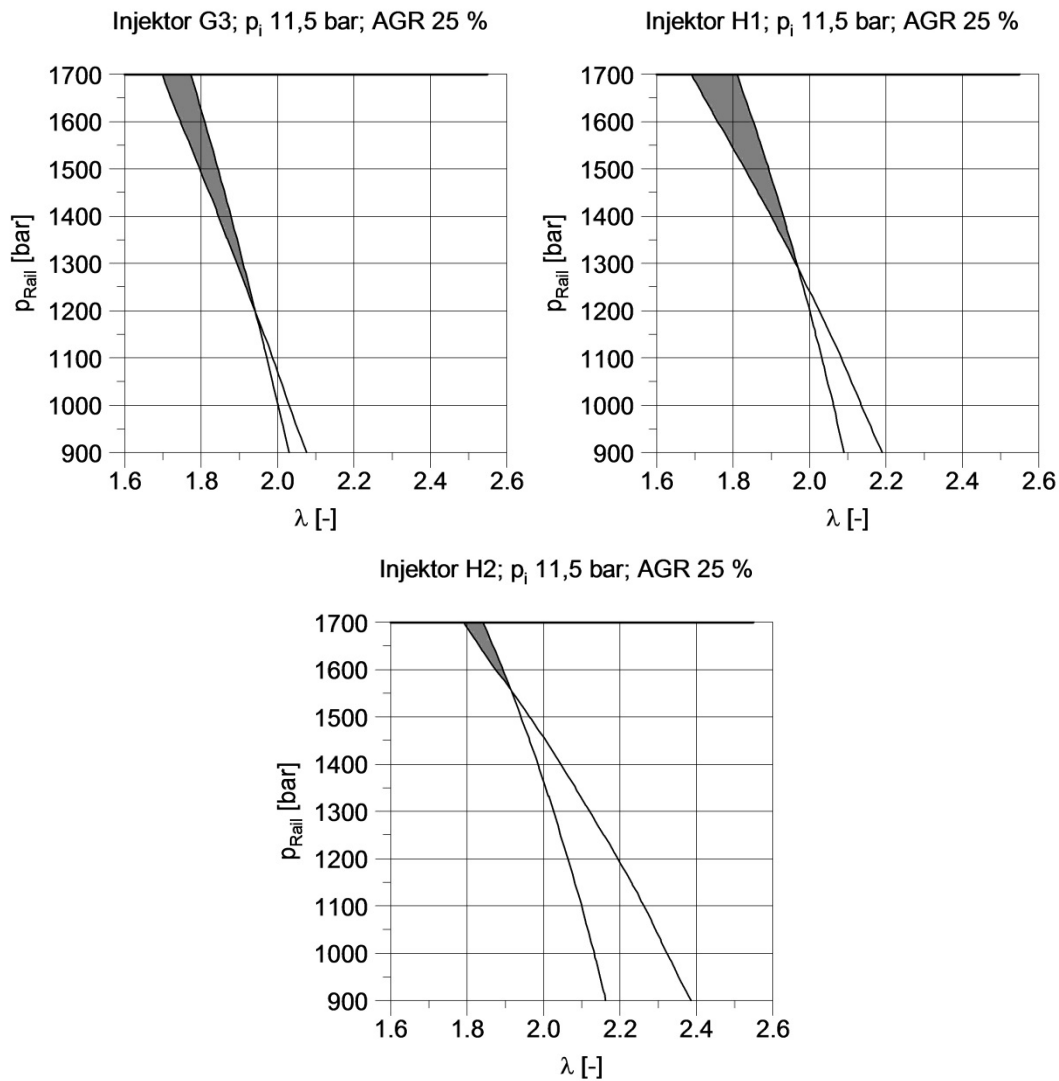 Injektor G3; pᵢ 11,5 bar; AGR 25 %
1700
1600
1500
1400
1300
1200
1100
1000
900
p_Rail [bar]
1.6 1.8 2.0 2.2 2.4 2.6
λ [-]
Injektor H1; pᵢ 11,5 bar; AGR 25 %
1700
1600
1500
1400
1300
1200
1100
1000
900
p_Rail [bar]
1.6 1.8 2.0 2.2 2.4 2.6
λ [-]
Injektor H2; pᵢ 11,5 bar; AGR 25 %
1700
1600
1500
1400
1300
1200
1100
1000
900
p_Rail [bar]
1.6 1.8 2.0 2.2 2.4 2.6
λ [-]